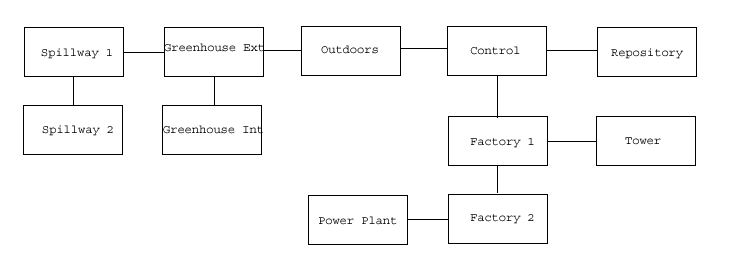 Spillway 1
Greenhouse Ext
Outdoors
Control
Repository
Spillway 2
Greenhouse Int
Factory 1
Tower
Power Plant
Factory 2